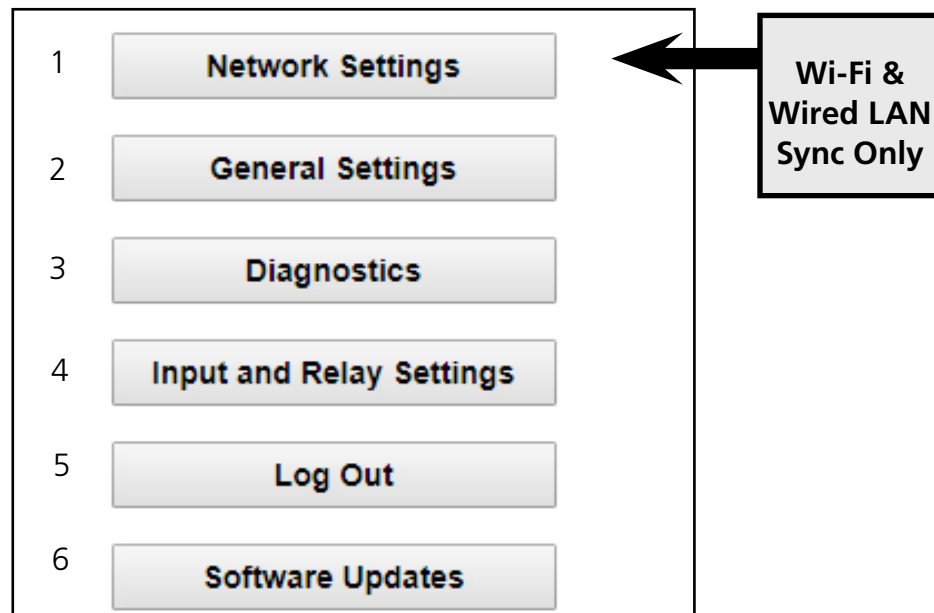 1 Network Settings
Wi-Fi &
Wired LAN
Sync Only
2 General Settings
3 Diagnostics
4 Input and Relay Settings
5 Log Out
6 Software Updates